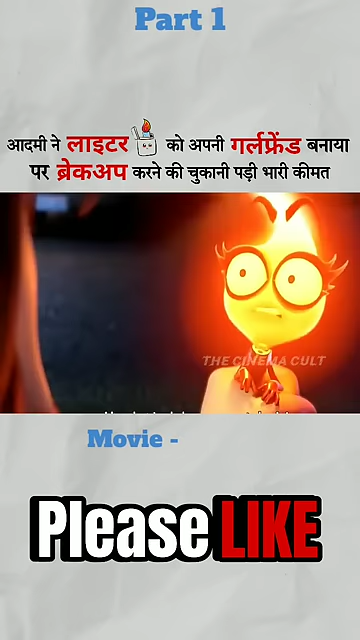 Part 1
आदमी ने लाइटर को अपनी गर्लफ्रेंड बनाया
पर ब्रेकअप करने की चुकानी पड़ी भारी कीमत
THE CINEMA CULT
Movie -
Please LIKE